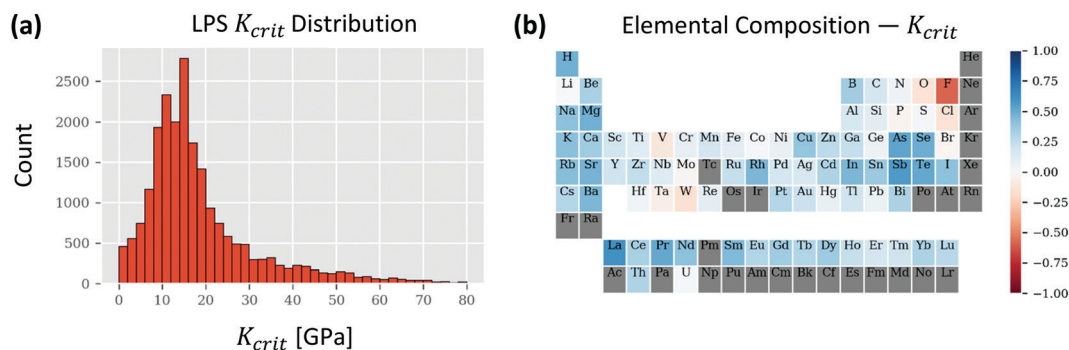 (a) LPS K_crit Distribution
Count
2500
2000
1500
1000
500
0
0 10 20 30 40 50 60 70 80
K_crit [GPa]
(b) Elemental Composition — K_crit
H He
Li Be B C N O F Ne
Na Mg Al Si P S Cl Ar
K Ca Sc Ti V Cr Mn Fe Co Ni Cu Zn Ga Ge As Se Br Kr
Rb Sr Y Zr Nb Mo Tc Ru Rh Pd Ag Cd In Sn Sb Te I Xe
Cs Ba Hf Ta W Re Os Ir Pt Au Hg Tl Pb Bi Po At Rn
Fr Ra
La Ce Pr Nd Pm Sm Eu Gd Tb Dy Ho Er Tm Yb Lu
Ac Th Pa U Np Pu Am Cm Bk Cf Es Fm Md No Lr
1.00
0.75
0.50
0.25
0.00
−0.25
−0.50
−0.75
−1.00